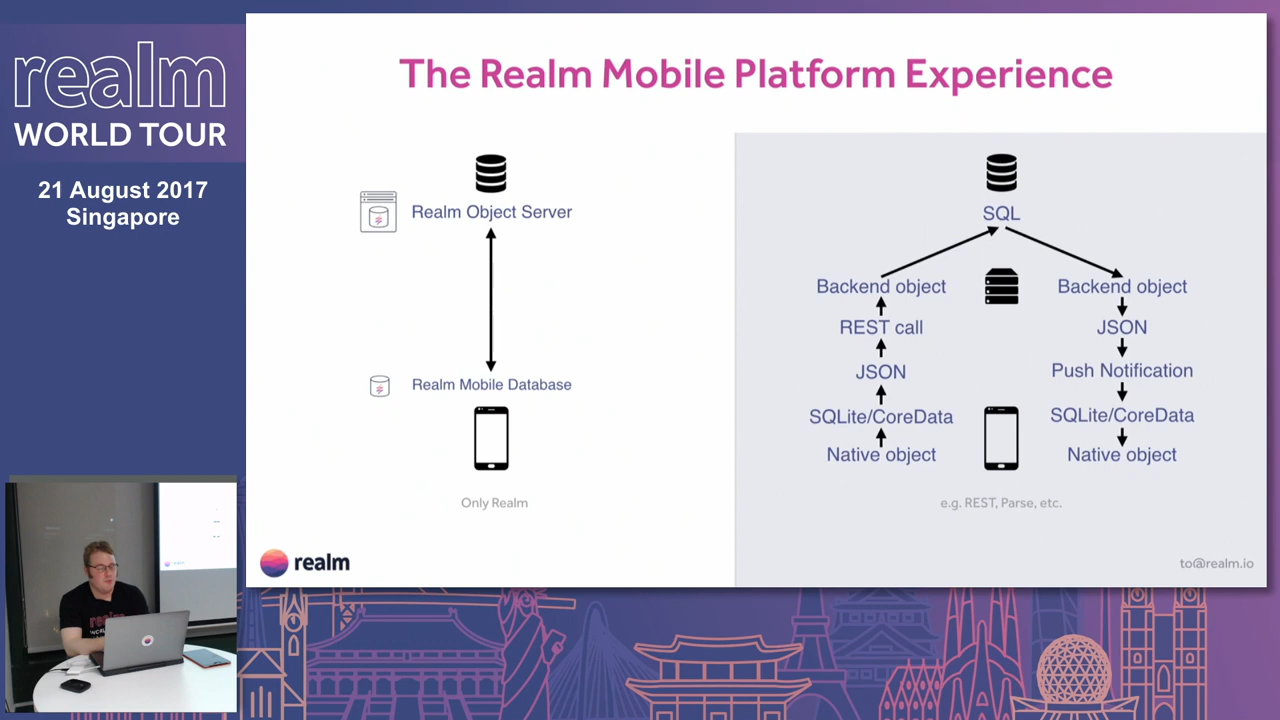 realm
WORLD TOUR
21 August 2017
Singapore
The Realm Mobile Platform Experience
Realm Object Server
Realm Mobile Database
Only Realm
SQL
Backend object
REST call
JSON
SQLite/CoreData
Native object
Backend object
JSON
Push Notification
SQLite/CoreData
Native object
e.g. REST, Parse, etc.
realm
to@realm.io
realm